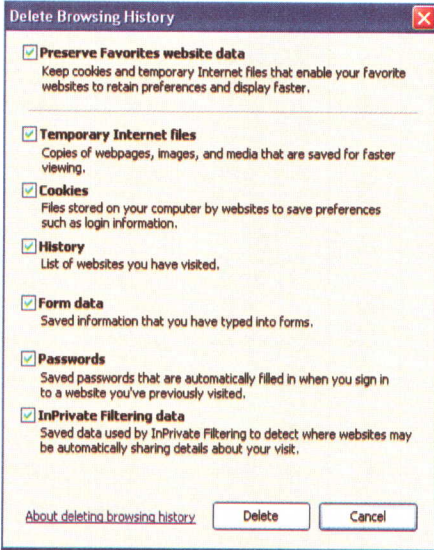 Delete Browsing History
Preserve Favorites website data
Keep cookies and temporary Internet files that enable your favorite
websites to retain preferences and display faster.
Temporary Internet files
Copies of webpages, images, and media that are saved for faster
viewing.
Cookies
Files stored on your computer by websites to save preferences
such as login information.
History
List of websites you have visited.
Form data
Saved information that you have typed into forms.
Passwords
Saved passwords that are automatically filled in when you sign in
to a website you've previously visited.
InPrivate Filtering data
Saved data used by InPrivate Filtering to detect where websites may
be automatically sharing details about your visit.
About deleting browsing history
Delete
Cancel